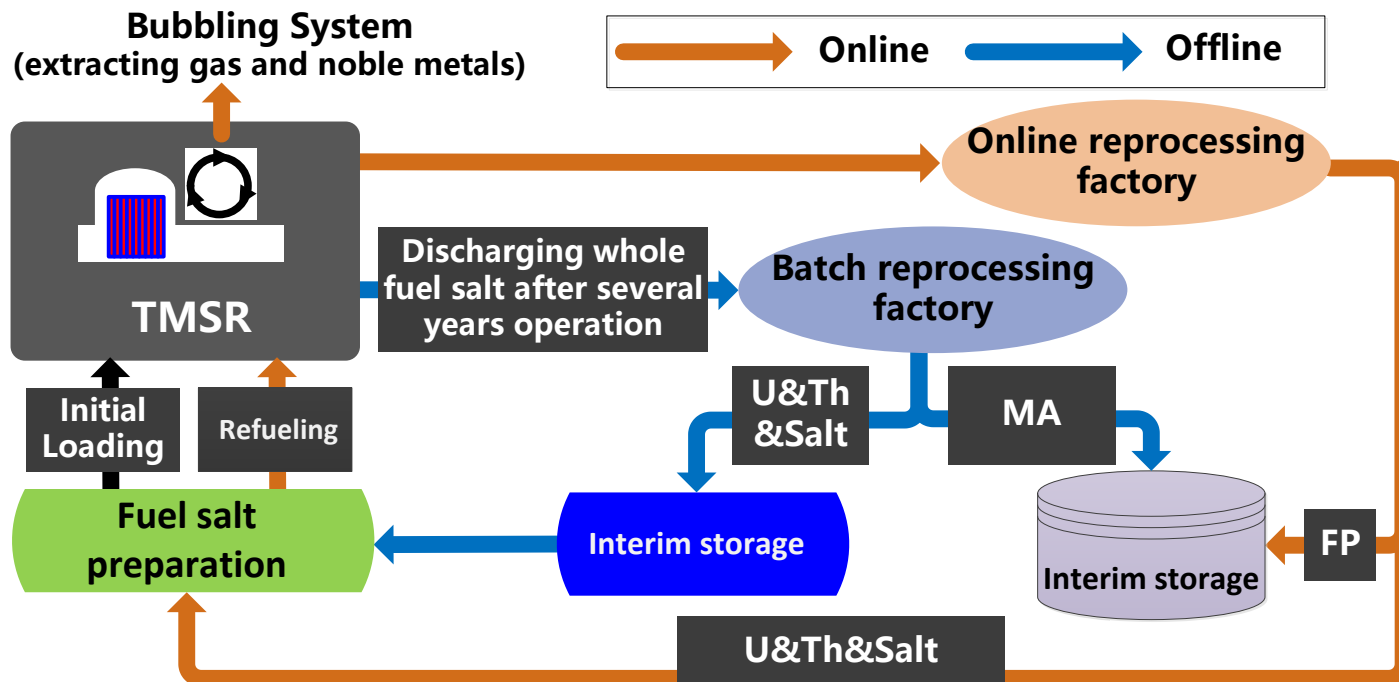 Bubbling System
(extracting gas and noble metals)
Online
Offline
Online reprocessing
factory
TMSR
Discharging whole
fuel salt after several
years operation
Batch reprocessing
factory
Initial
Loading
Refueling
U&Th
&Salt
MA
Fuel salt
preparation
Interim storage
Interim storage
FP
U&Th&Salt